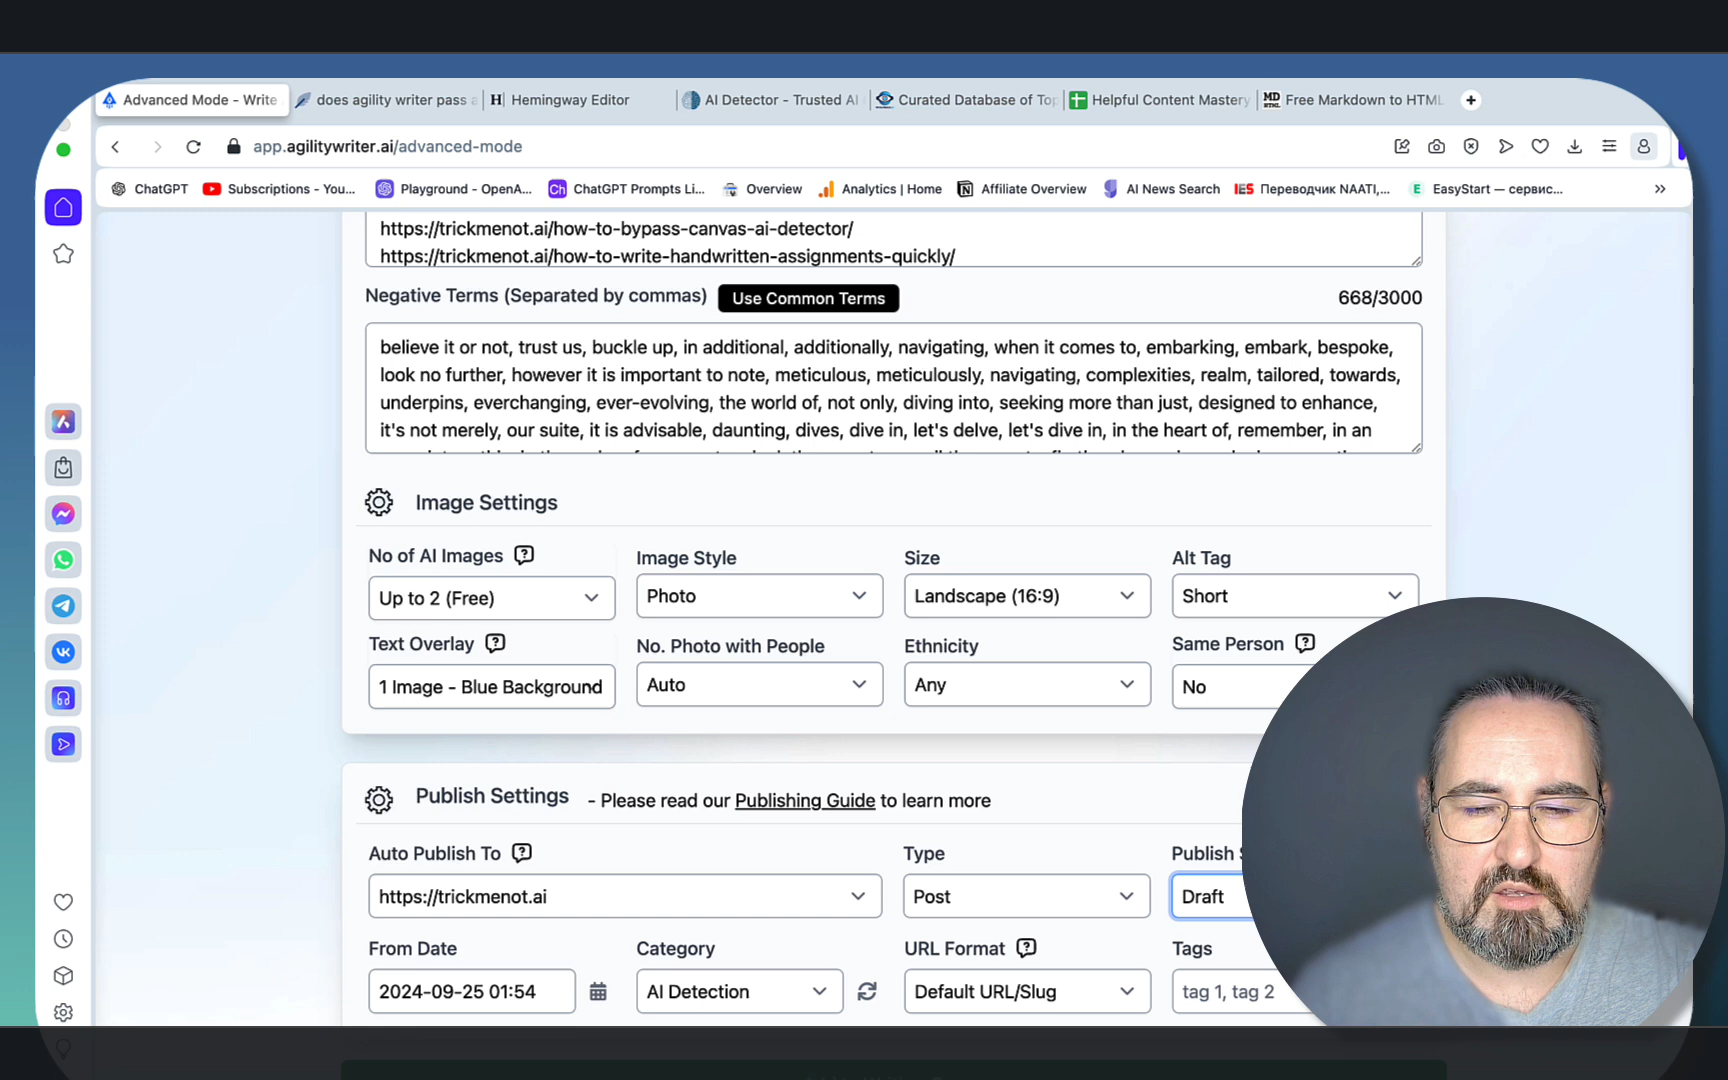 Advanced Mode - Write
does agility writer pass a
Hemingway Editor
AI Detector - Trusted AI
Curated Database of Top
Helpful Content Mastery
Free Markdown to HTML
app.agilitywriter.ai/advanced-mode
ChatGPT
Subscriptions - You...
Playground - OpenA...
ChatGPT Prompts Li...
Overview
Analytics | Home
Affiliate Overview
AI News Search
Переводчик NAATI,...
EasyStart — сервис...
https://trickmenot.ai/how-to-bypass-canvas-ai-detector/
https://trickmenot.ai/how-to-write-handwritten-assignments-quickly/
Negative Terms (Separated by commas)
Use Common Terms
668/3000
believe it or not, trust us, buckle up, in additional, additionally, navigating, when it comes to, embarking, embark, bespoke,
look no further, however it is important to note, meticulous, meticulously, navigating, complexities, realm, tailored, towards,
underpins, everchanging, ever-evolving, the world of, not only, diving into, seeking more than just, designed to enhance,
it's not merely, our suite, it is advisable, daunting, dives, dive in, let's delve, let's dive in, in the heart of, remember, in an
Image Settings
No of AI Images
Image Style
Size
Alt Tag
Up to 2 (Free)
Photo
Landscape (16:9)
Short
Text Overlay
No. Photo with People
Ethnicity
Same Person
1 Image - Blue Background
Auto
Any
No
Publish Settings
- Please read our Publishing Guide to learn more
Auto Publish To
Type
Publish
https://trickmenot.ai
Post
Draft
From Date
Category
URL Format
Tags
2024-09-25 01:54
AI Detection
Default URL/Slug
tag 1, tag 2